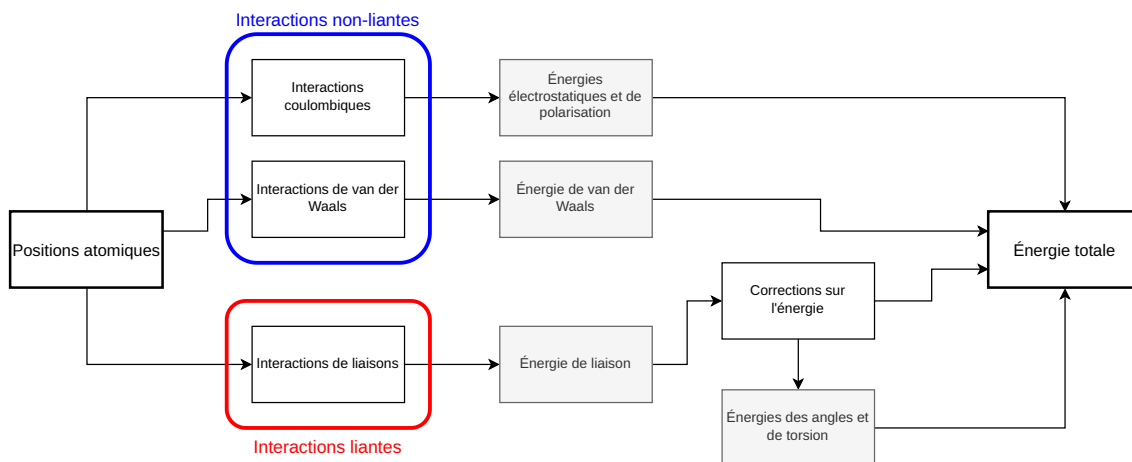 Interactions non-liantes
Interactions
coulombiques
Énergies
électrostatiques et de
polarisation
Interactions de van der
Waals
Énergie de van der
Waals
Positions atomiques
Énergie totale
Corrections sur
l'énergie
Interactions de liaisons
Énergie de liaison
Énergies des angles et
de torsion
Interactions liantes